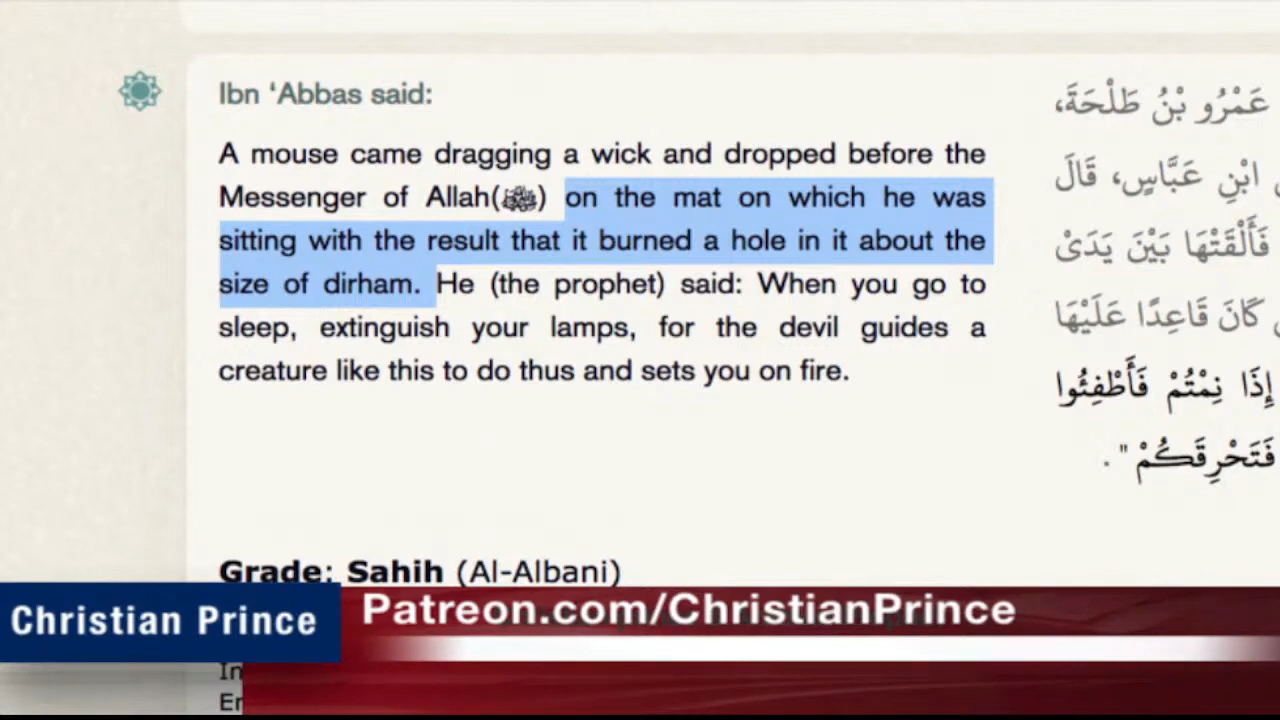 Ibn ‘Abbas said:
A mouse came dragging a wick and dropped before the
Messenger of Allah(ﷺ) on the mat on which he was
sitting with the result that it burned a hole in it about the
size of dirham. He (the prophet) said: When you go to
sleep, extinguish your lamps, for the devil guides a
creature like this to do thus and sets you on fire.
عَمْرُو بْنُ طَلْحَةَ،
ابْنِ عَبَّاسٍ، قَالَ
فَأَلْقَتْهَا بَيْنَ يَدَىْ
كَانَ قَاعِدًا عَلَيْهَا
إِذَا نِمْتُمْ فَأَطْفِئُوا
فَتَحْرِقَكُمْ" .
Grade: Sahih (Al-Albani)
Christian Prince
Patreon.com/ChristianPrince
In
Er